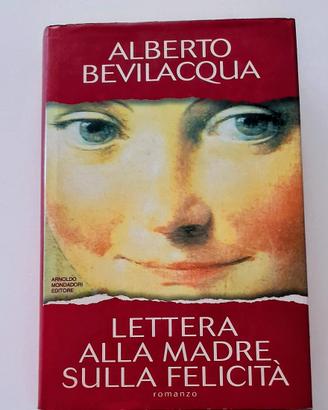 ALBERTO
BEVILACQUA
ARNOLDO
MONDADORI
EDITORE
LETTERA
ALLA MADRE
SULLA FELICITÀ
romanzo